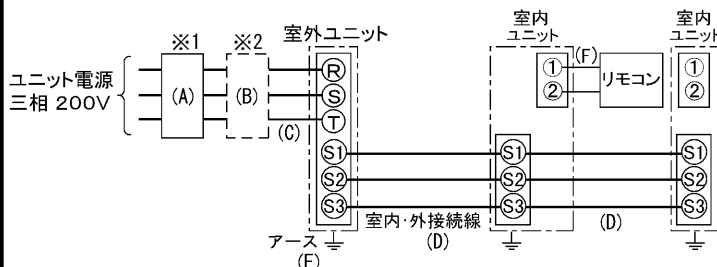 ※1
※2
室外ユニット
室内
ユニット
室内
ユニット
ユニット電源
三相 200V
(A)
(B)
(C)
R
S
T
① (F)
②
リモコン
①
②
S1
S2
S3
S1
S2
S3
S1
S2
S3
室内・外接続線
(D)
(D)
アース
(E)